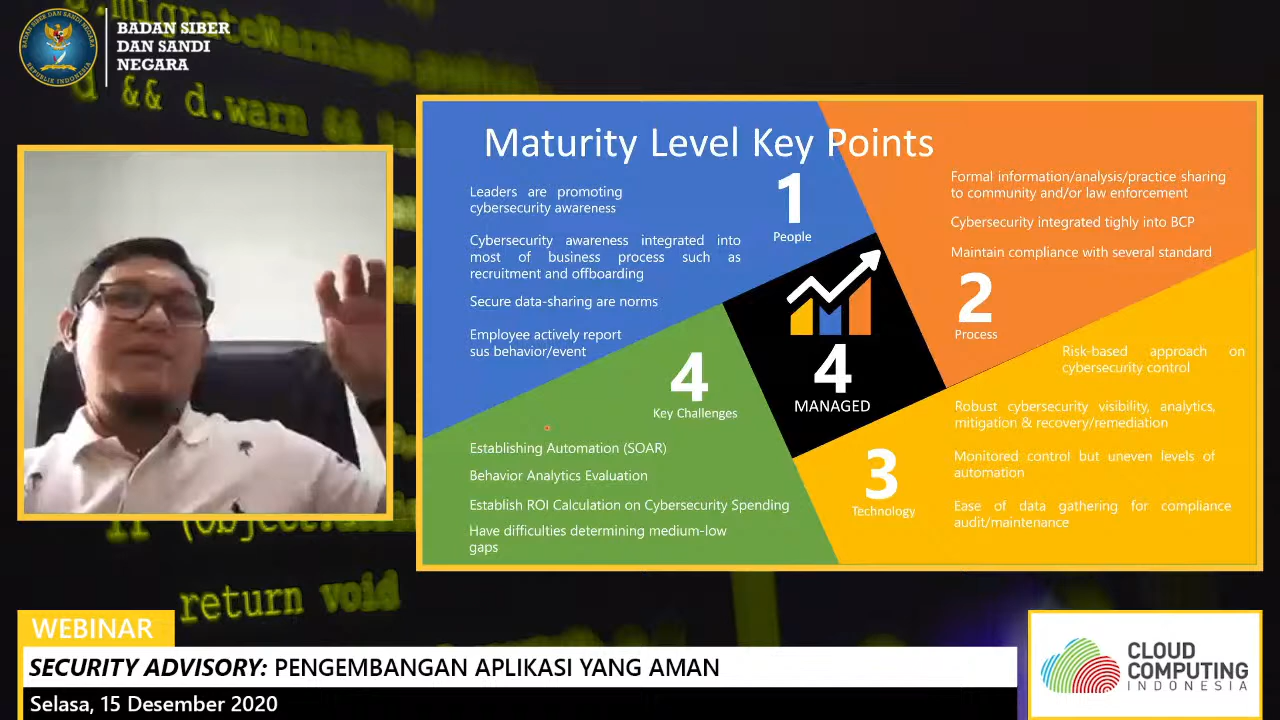 BADAN SIBER
DAN SANDI
NEGARA
Maturity Level Key Points
Leaders are promoting
cybersecurity awareness
Cybersecurity awareness integrated into
most of business process such as
recruitment and offboarding
Secure data-sharing are norms
Employee actively report
sus behavior/event
1
People
Formal information/analysis/practice sharing
to community and/or law enforcement
Cybersecurity integrated tighly into BCP
Maintain compliance with several standard
2
Process
4
MANAGED
Risk-based approach on
cybersecurity control
Robust cybersecurity visibility, analytics,
mitigation & recovery/remediation
Monitored control but uneven levels of
automation
Ease of data gathering for compliance
audit/maintenance
3
Technology
4
Key Challenges
Establishing Automation (SOAR)
Behavior Analytics Evaluation
Establish ROI Calculation on Cybersecurity Spending
Have difficulties determining medium-low
gaps
d && d.warn &&
return void
WEBINAR
SECURITY ADVISORY: PENGEMBANGAN APLIKASI YANG AMAN
Selasa, 15 Desember 2020
CLOUD
COMPUTING
INDONESIA